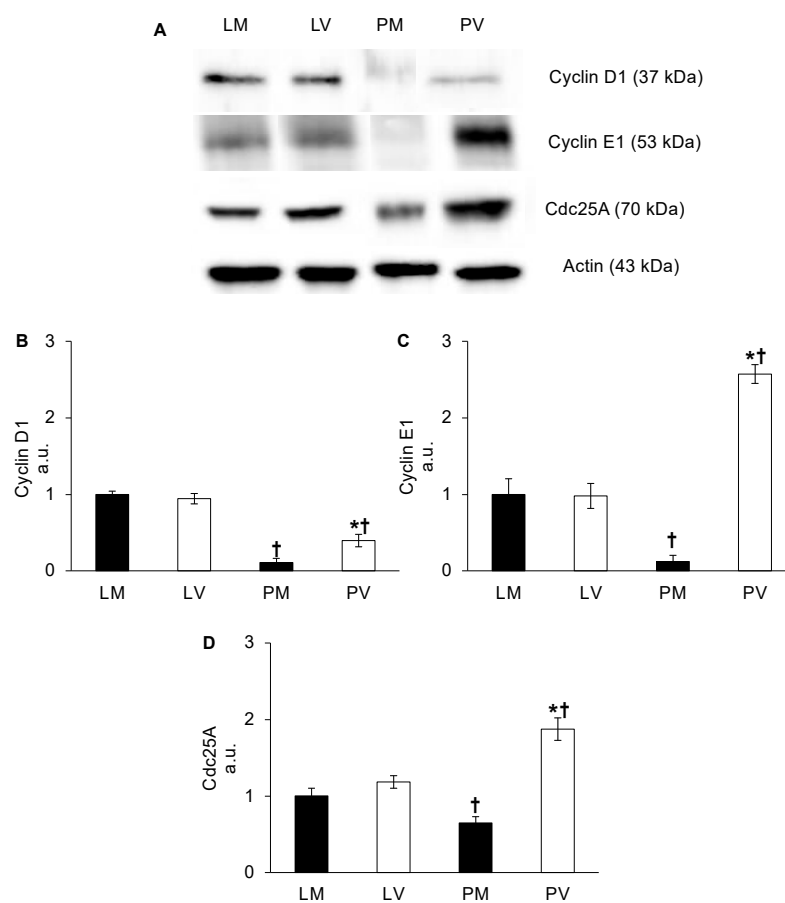 A LM LV PM PV
Cyclin D1 (37 kDa)
Cyclin E1 (53 kDa)
Cdc25A (70 kDa)
Actin (43 kDa)
B
3
2
1
0
Cyclin D1
a.u.
†
*†
LM LV PM PV
C
3
2
1
0
Cyclin E1
a.u.
†
*†
LM LV PM PV
D
3
2
1
0
Cdc25A
a.u.
†
*†
LM LV PM PV